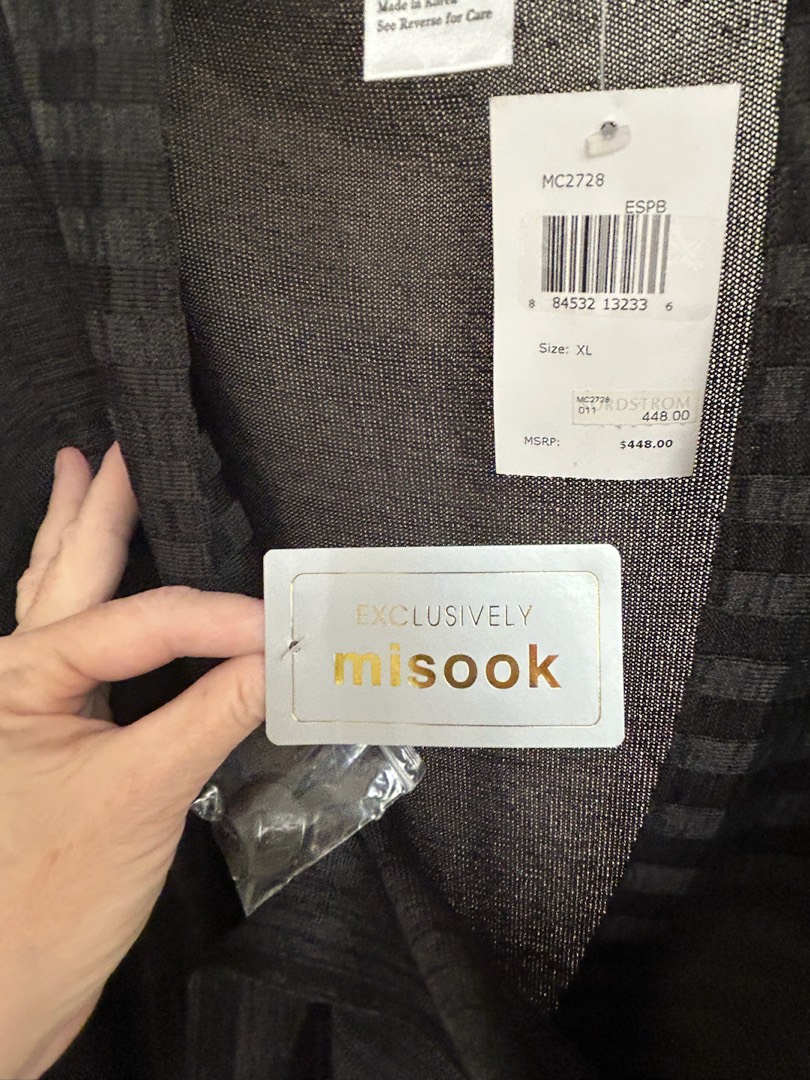 Made in Korea
See Reverse for Care
MC2728
ESPB
8 84532 13233 6
Size: XL
MC2728
011
NORDSTROM
448.00
MSRP: $448.00
EXCLUSIVELY
misook